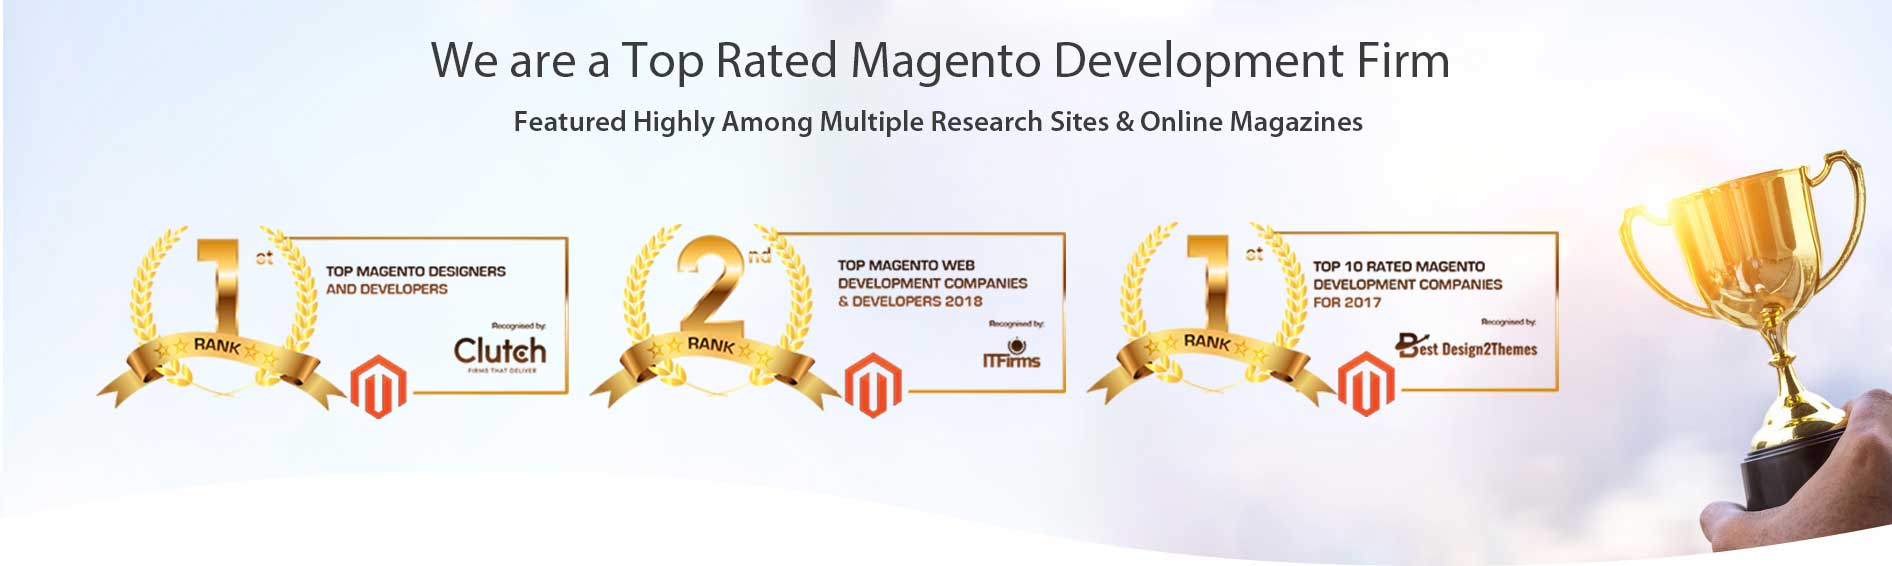 We are a Top Rated Magento Development Firm
Featured Highly Among Multiple Research Sites & Online Magazines
1st
RANK
TOP MAGENTO DESIGNERS
AND DEVELOPERS
Recognised by:
Clutch
FIRMS THAT DELIVER
2nd
RANK
TOP MAGENTO WEB
DEVELOPMENT COMPANIES
& DEVELOPERS 2018
Recognised by:
ITFirms
1st
RANK
TOP 10 RATED MAGENTO
DEVELOPMENT COMPANIES
FOR 2017
Recognised by:
Best Design2Themes